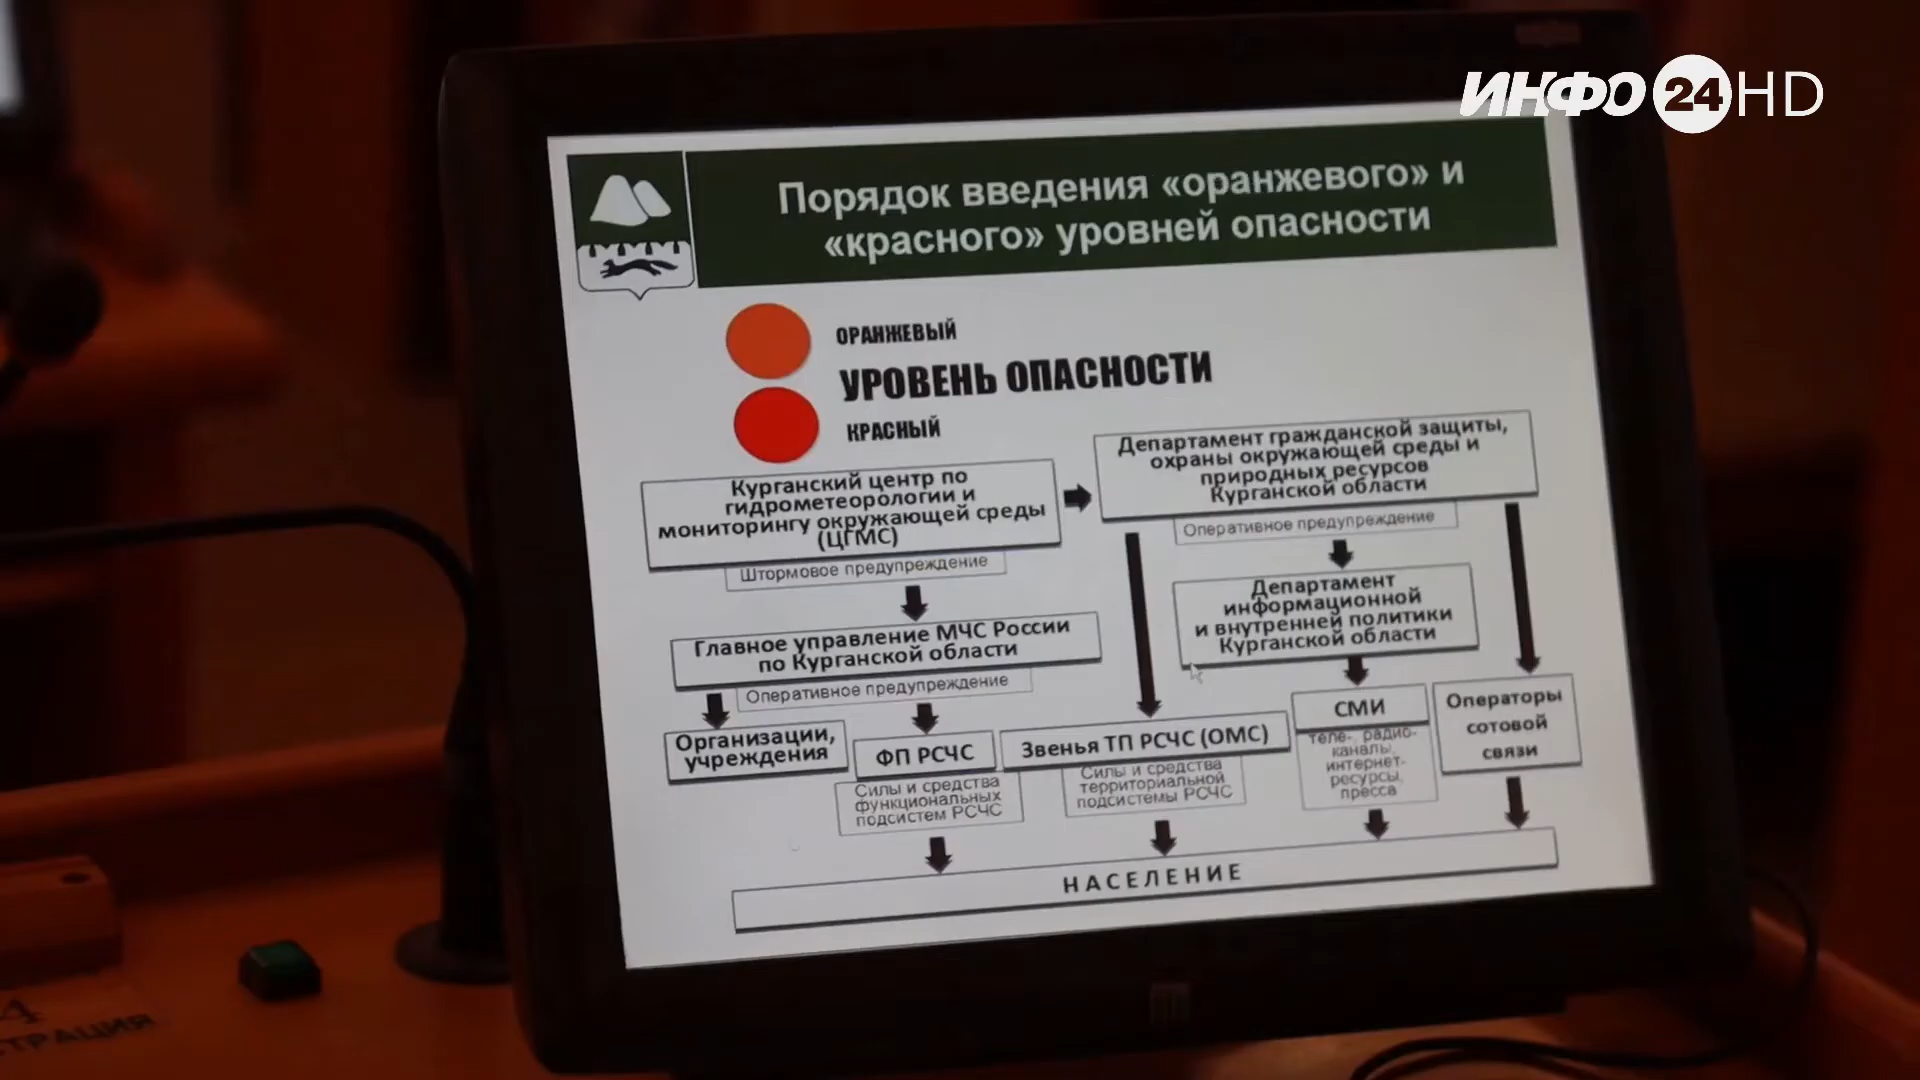 ИНФО 24 HD
Порядок введения «оранжевого» и
«красного» уровней опасности
ОРАНЖЕВЫЙ
УРОВЕНЬ ОПАСНОСТИ
КРАСНЫЙ
Курганский центр по
гидрометеорологии и
мониторингу окружающей среды
(ЦГМС)
Штормовое предупреждение
Департамент гражданской защиты,
охраны окружающей среды и
природных ресурсов
Курганской области
Оперативное предупреждение
Главное управление МЧС России
по Курганской области
Оперативное предупреждение
Департамент
информационной
и внутренней политики
Курганской области
Организации,
учреждения
ФП РСЧС
Силы и средства
функциональных
подсистем РСЧС
Звенья ТП РСЧС (ОМС)
Силы и средства
территориальной
подсистемы РСЧС
СМИ
теле-, радио-
каналы,
интернет-
ресурсы,
пресса
Операторы
сотовой
связи
НАСЕЛЕНИЕ
4